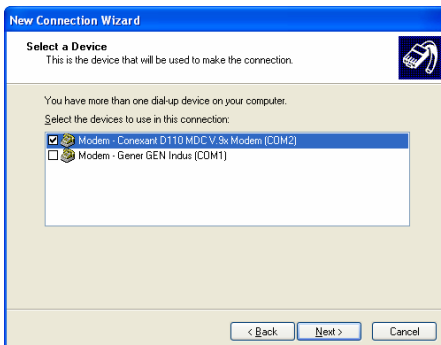 New Connection Wizard
Select a Device
This is the device that will be used to make the connection.
You have more than one dial-up device on your computer.
Select the devices to use in this connection:
Modem - Conexant D110 MDC V.9x Modem (COM2)
Modem - Gener GEN Indus (COM1)
< Back Next > Cancel